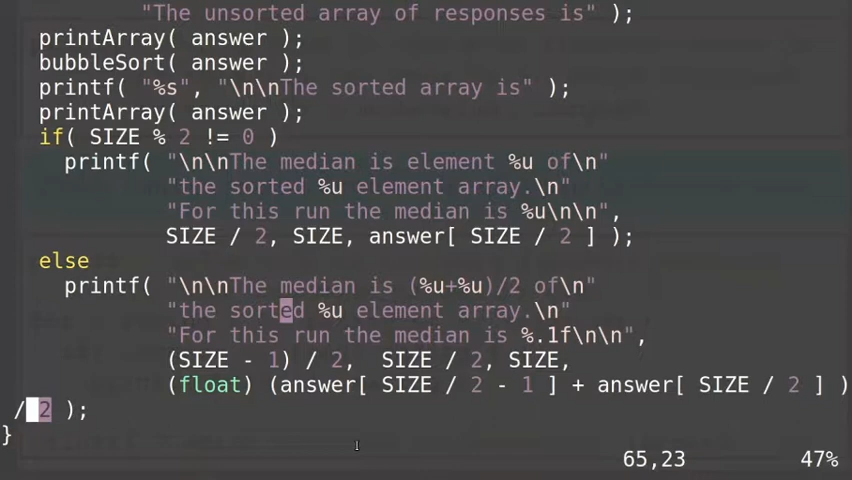 "The unsorted array of responses is" );
printArray( answer );
bubbleSort( answer );
printf( "%s", "\n\nThe sorted array is" );
printArray( answer );
if( SIZE % 2 != 0 )
printf( "\n\nThe median is element %u of\n"
"the sorted %u element array.\n"
"For this run the median is %u\n\n",
SIZE / 2, SIZE, answer[ SIZE / 2 ] );
else
printf( "\n\nThe median is (%u+%u)/2 of\n"
"the sorted %u element array.\n"
"For this run the median is %.1f\n\n",
(SIZE - 1) / 2,  SIZE / 2, SIZE,
(float) (answer[ SIZE / 2 - 1 ] + answer[ SIZE / 2 ] )
/ 2 );
}
65,23 47%